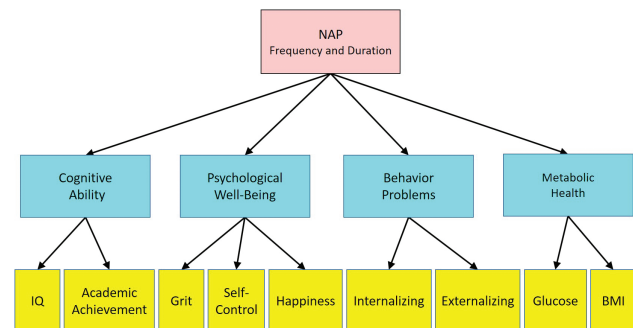 NAP
Frequency and Duration
Cognitive
Ability
Psychological
Well-Being
Behavior
Problems
Metabolic
Health
IQ
Academic
Achievement
Grit
Self-
Control
Happiness
Internalizing
Externalizing
Glucose
BMI